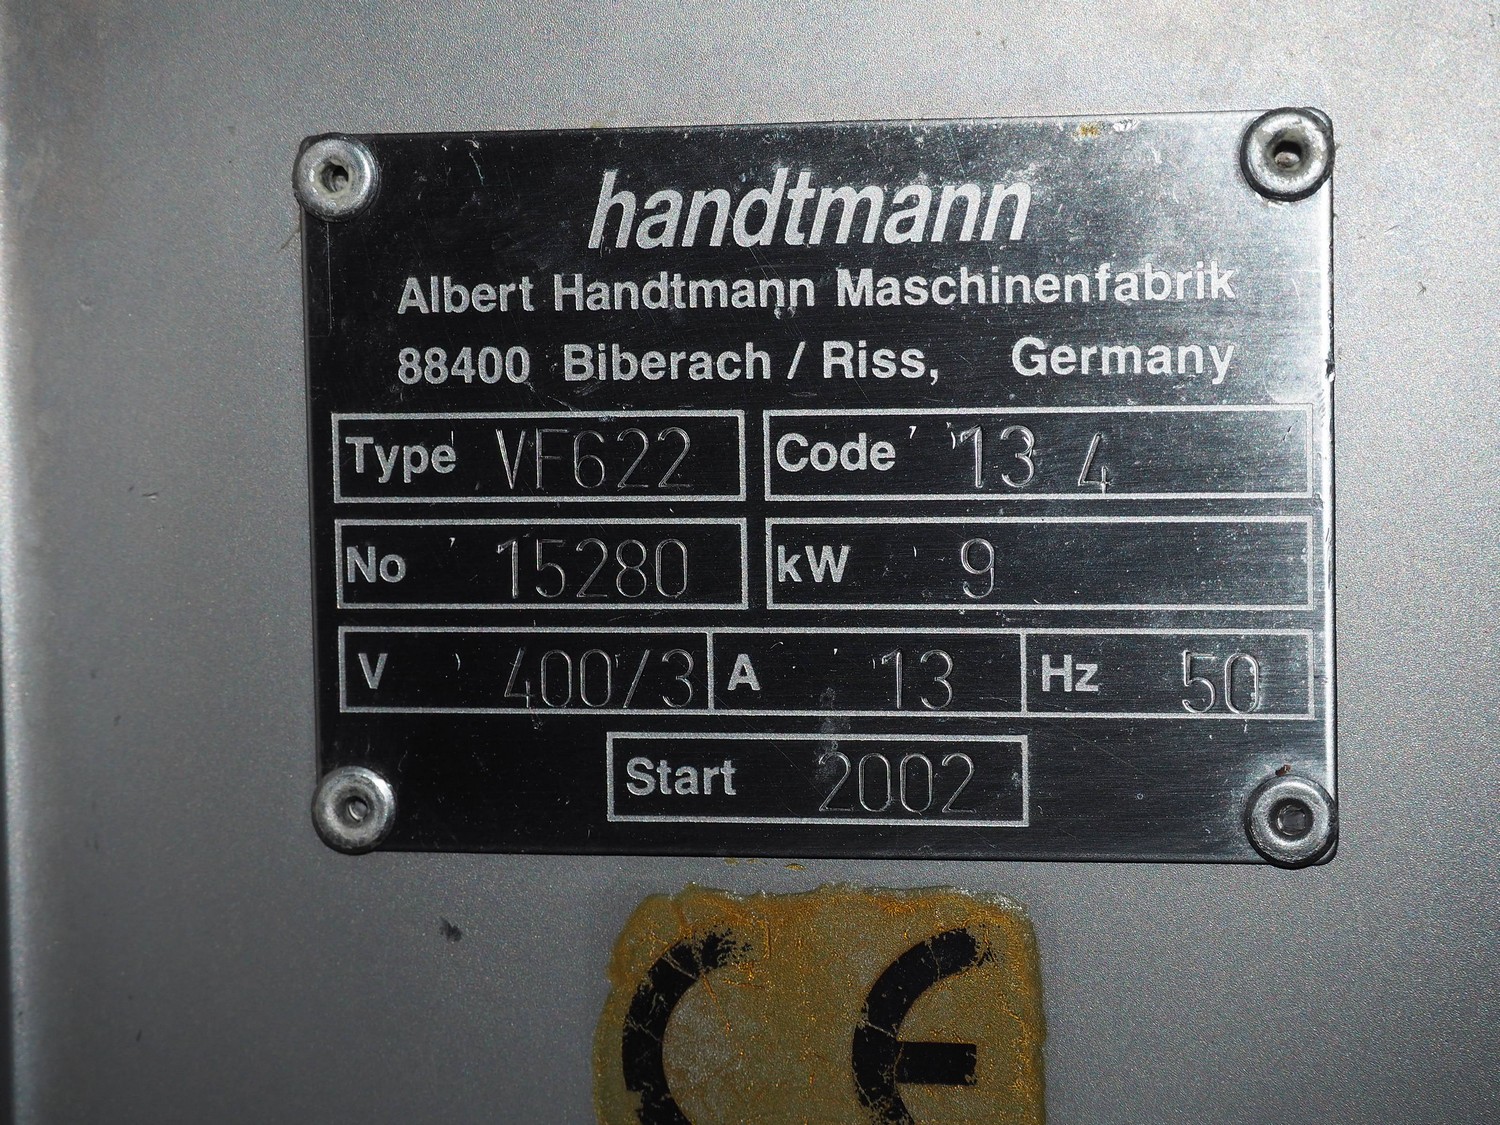 handtmann
Albert Handtmann Maschinenfabrik
88400 Biberach / Riss, Germany
Type VF622 Code 13 4
No 15280 kW 9
V 400/3 A 13 Hz 50
Start 2002
CE